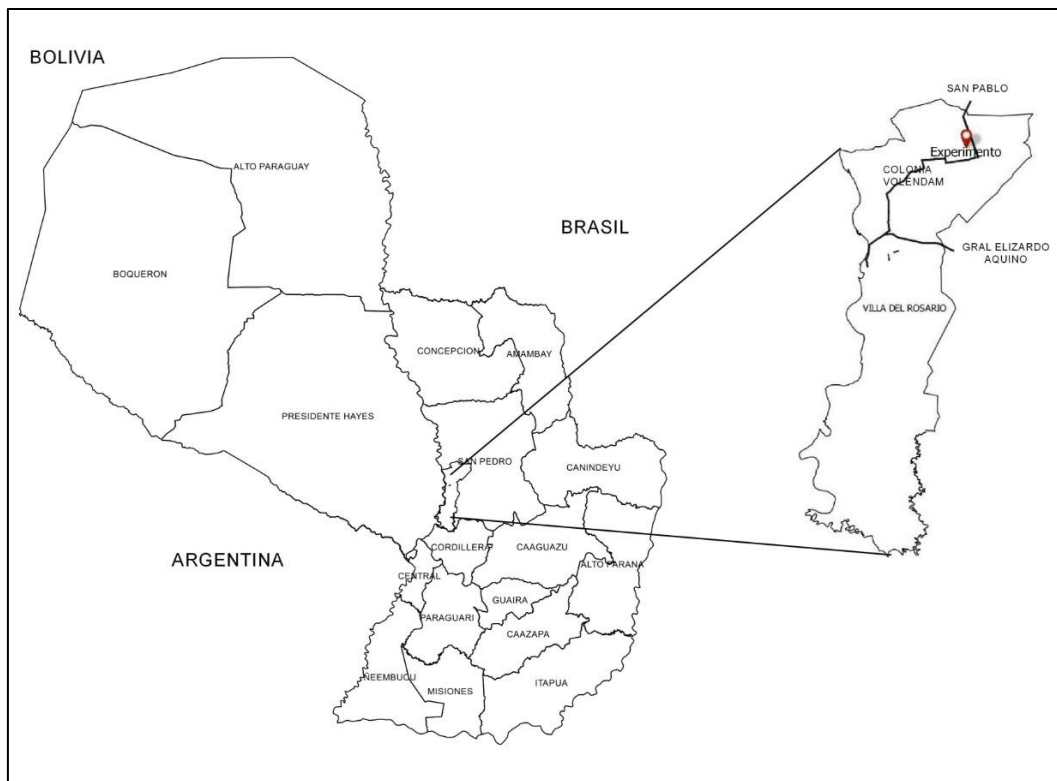 BOLIVIA
SAN PABLO
Experimento
ALTO PARAGUAY
COLONIA
VOLENDAM
BRASIL
GRAL ELIZARDO
AQUINO
BOQUERON
VILLA DEL ROSARIO
CONCEPCION
AMAMBAY
PRESIDENTE HAYES
SAN PEDRO
CANINDEYU
CORDILLERA
CAAGUAZU
ARGENTINA
ALTO PARANA
CENTRAL
GUAIRA
PARAGUARI
CAAZAPA
ÑEEMBUCU
MISIONES
ITAPUA